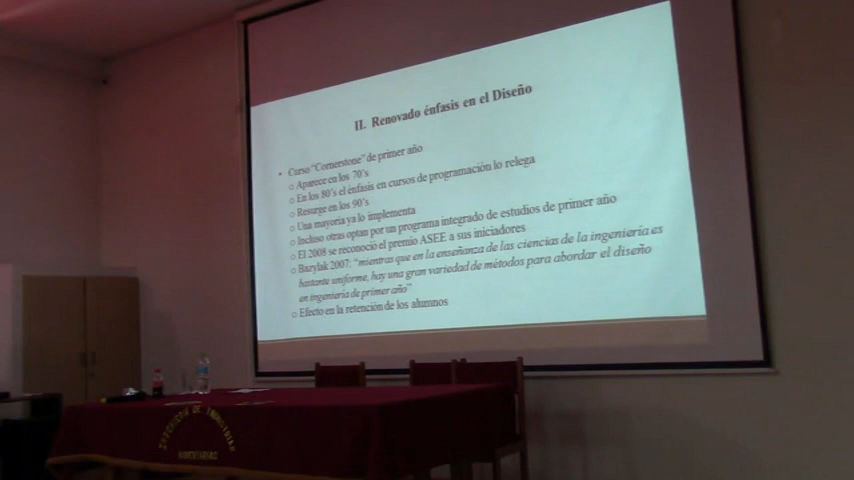 II. Renovado énfasis en el Diseño
• Curso "Cornerstone" de primer año
o Aparece en los 70's
o En los 80's el énfasis en cursos de programación lo relega
o Resurge en los 90's
o Una mayoria ya lo implementa
o Incluso otras optan por un programa integrado de estudios de primer año
o El 2008 se reconoció el premio ASEE a sus iniciadores
o Bazylak 2007: "mientras que en la enseñanza de las ciencias de la ingeniería es
bastante uniforme, hay una gran variedad de métodos para abordar el diseño
en ingeniería de primer año"
o Efecto en la retención de los alumnos
DE